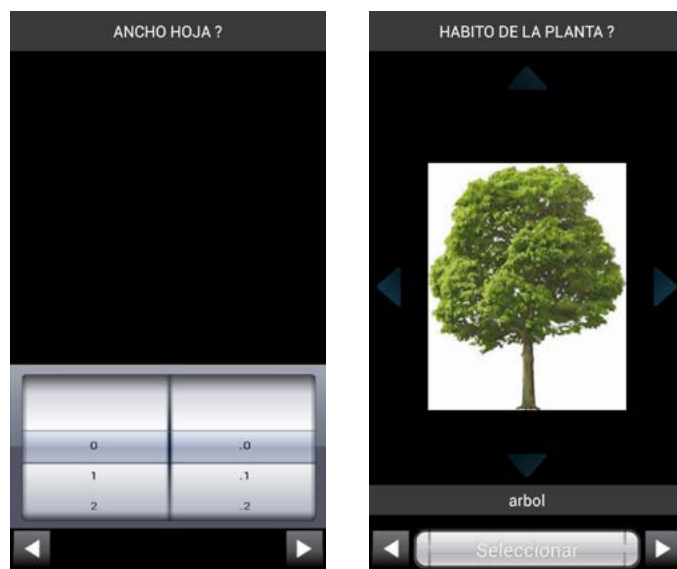 ANCHO HOJA ?
0 .0
1 .1
2 .2
HABITO DE LA PLANTA ?
arbol
Seleccionar